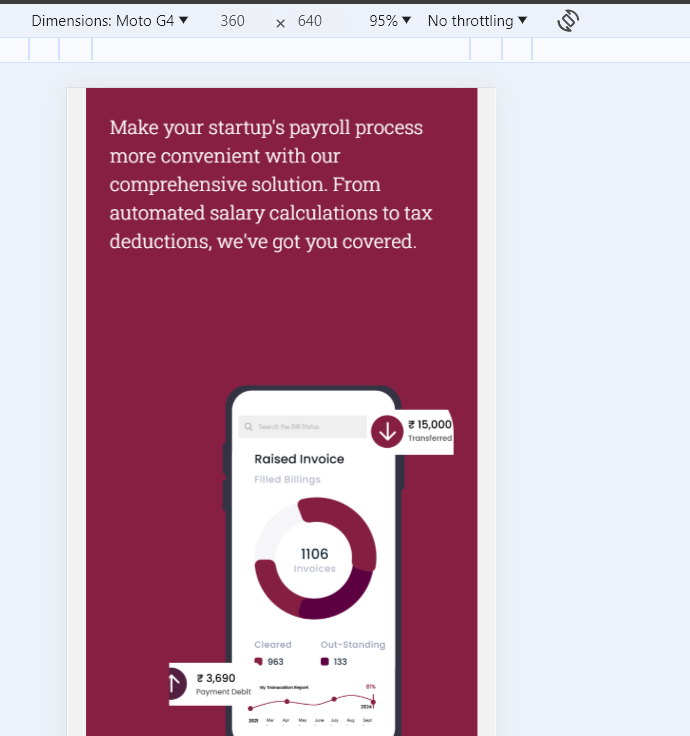 Dimensions: Moto G4 ▼ 360 × 640 95% ▼ No throttling ▼
Make your startup's payroll process
more convenient with our
comprehensive solution. From
automated salary calculations to tax
deductions, we've got you covered.
Search the Bill Status
₹ 15,000
Transferred
Raised Invoice
Filled Billings
1106
Invoices
Cleared Out-Standing
963 133
₹ 3,690
Payment Debit
My Transcation Report 61%
2024
2021 Mar Apr May June July Aug Sept